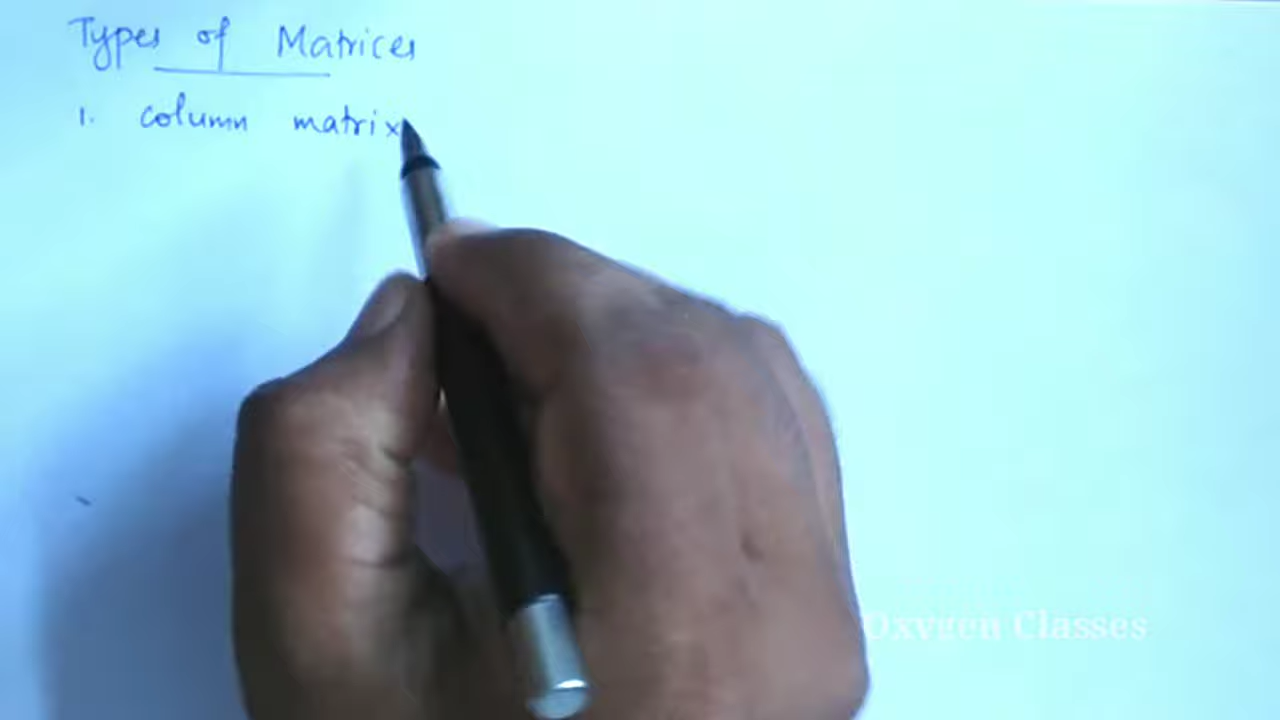 Types of Matrices
1. column matrix
Oxygen Classes